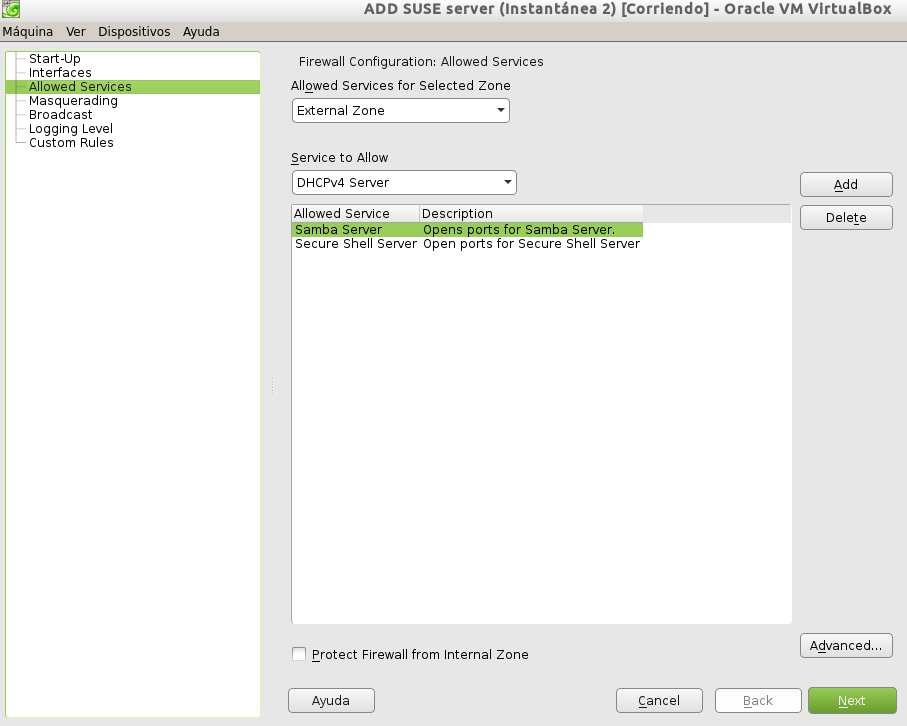 ADD SUSE server (Instantánea 2) [Corriendo] - Oracle VM VirtualBox
Máquina Ver Dispositivos Ayuda
Start-Up
Interfaces
Allowed Services
Masquerading
Broadcast
Logging Level
Custom Rules
Firewall Configuration: Allowed Services
Allowed Services for Selected Zone
External Zone
Service to Allow
DHCPv4 Server
Add
Delete
Allowed Service Description
Samba Server Opens ports for Samba Server.
Secure Shell Server Open ports for Secure Shell Server
Protect Firewall from Internal Zone
Advanced...
Ayuda Cancel Back Next